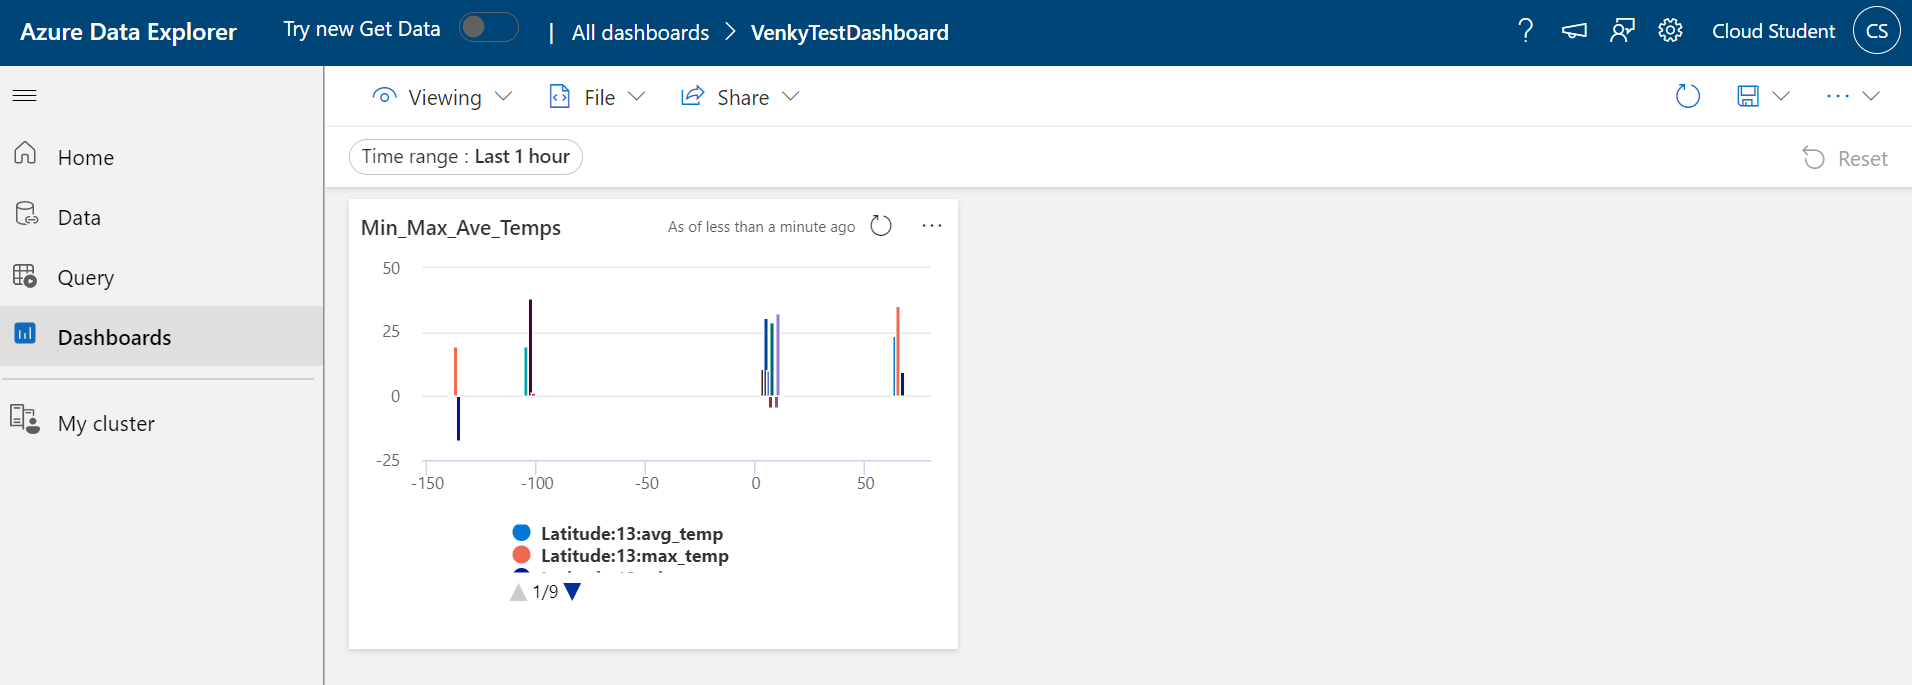 Azure Data Explorer
Try new Get Data
| All dashboards > VenkyTestDashboard
?
Cloud Student
CS
Viewing
File
Share
Home
Data
Query
Dashboards
My cluster
Time range : Last 1 hour
Reset
Min_Max_Ave_Temps
As of less than a minute ago
50
25
0
-25
-150 -100 -50 0 50
Latitude:13:avg_temp
Latitude:13:max_temp
1/9